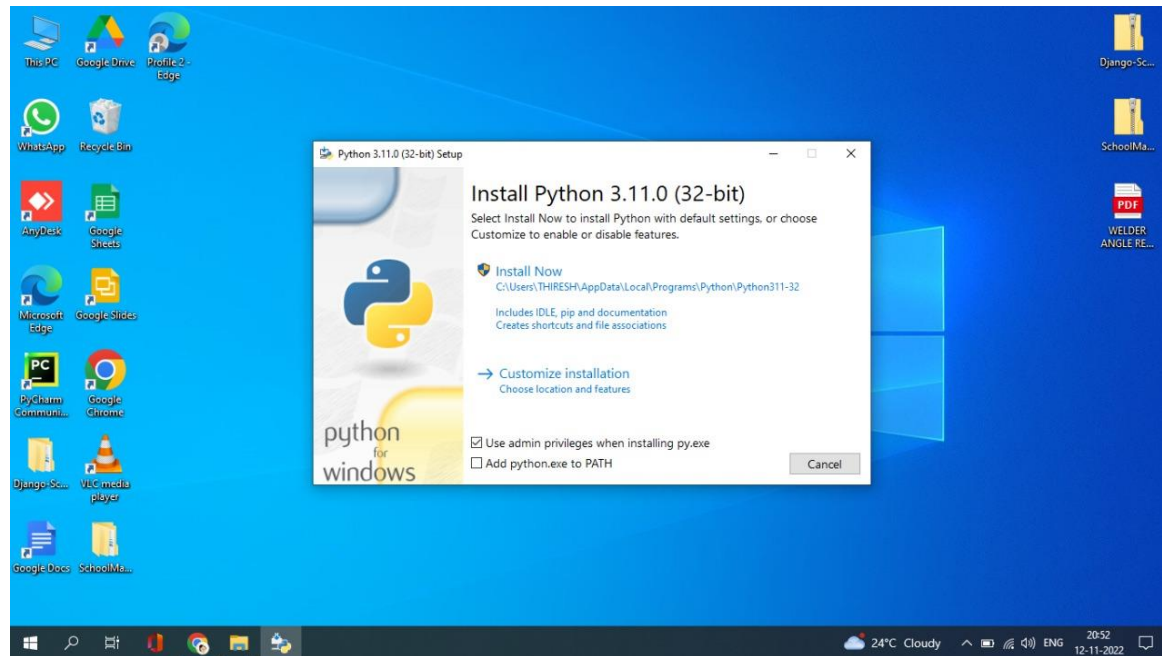 This PC
Google Drive
Profile 2 -
Edge
WhatsApp
Recycle Bin
AnyDesk
Google
Sheets
Microsoft
Edge
Google Slides
PyCharm
Communi...
Google
Chrome
Django-Sc...
VLC media
player
Google Docs
SchoolMa...
Python 3.11.0 (32-bit) Setup
Install Python 3.11.0 (32-bit)
Select Install Now to install Python with default settings, or choose
Customize to enable or disable features.
Install Now
C:\Users\THIRESH\AppData\Local\Programs\Python\Python311-32
Includes IDLE, pip and documentation
Creates shortcuts and file associations
Customize installation
Choose location and features
Use admin privileges when installing py.exe
Add python.exe to PATH
Cancel
python
for
windows
Django-Sc...
SchoolMa...
PDF
WELDER
ANGLE RE...
PC
24°C Cloudy
ENG
20:52
12-11-2022